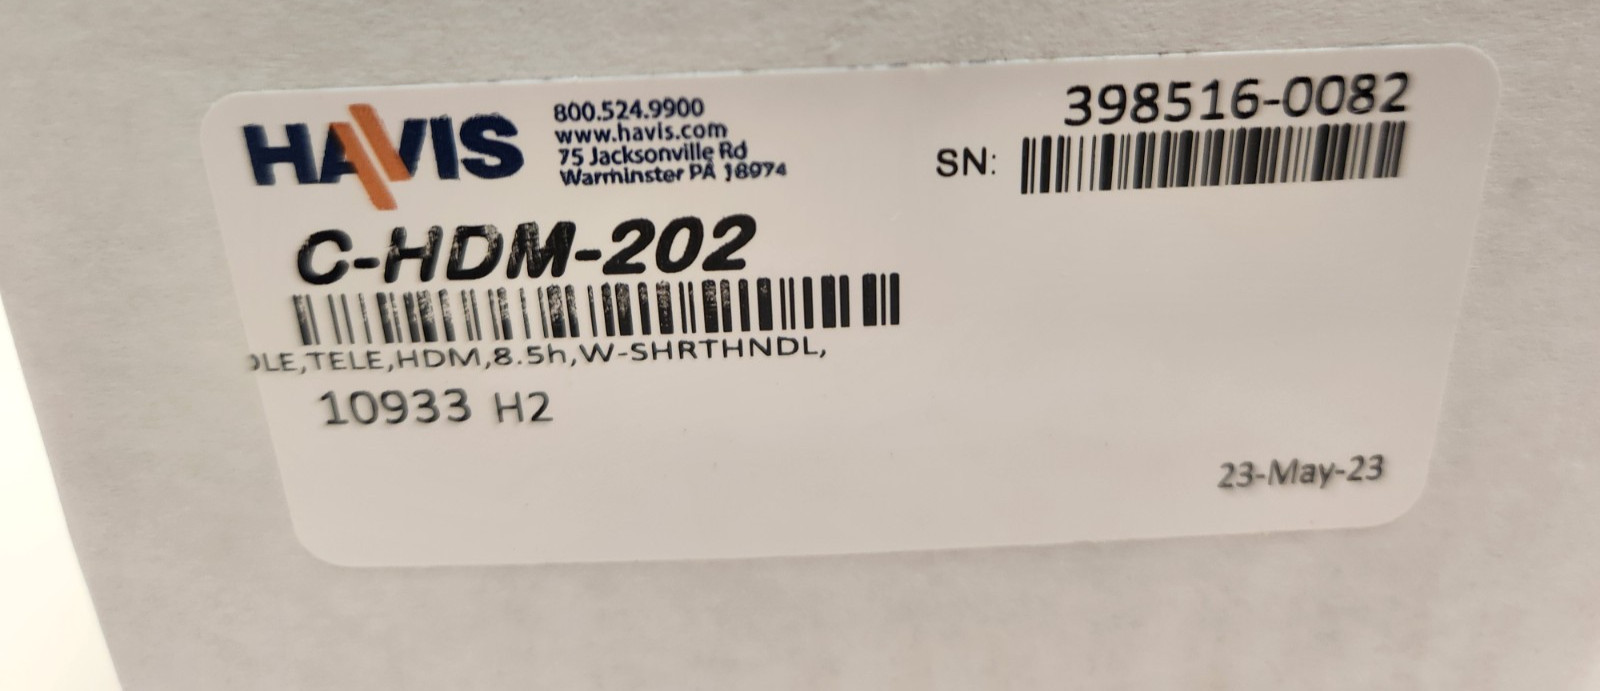 HAVIS
800.524.9900
www.havis.com
75 Jacksonville Rd
Warminster PA 18974
398516-0082
SN:
C-HDM-202
LE,TELE,HDM,8.5h,W-SHRTHNDL,
10933 H2
23-May-23